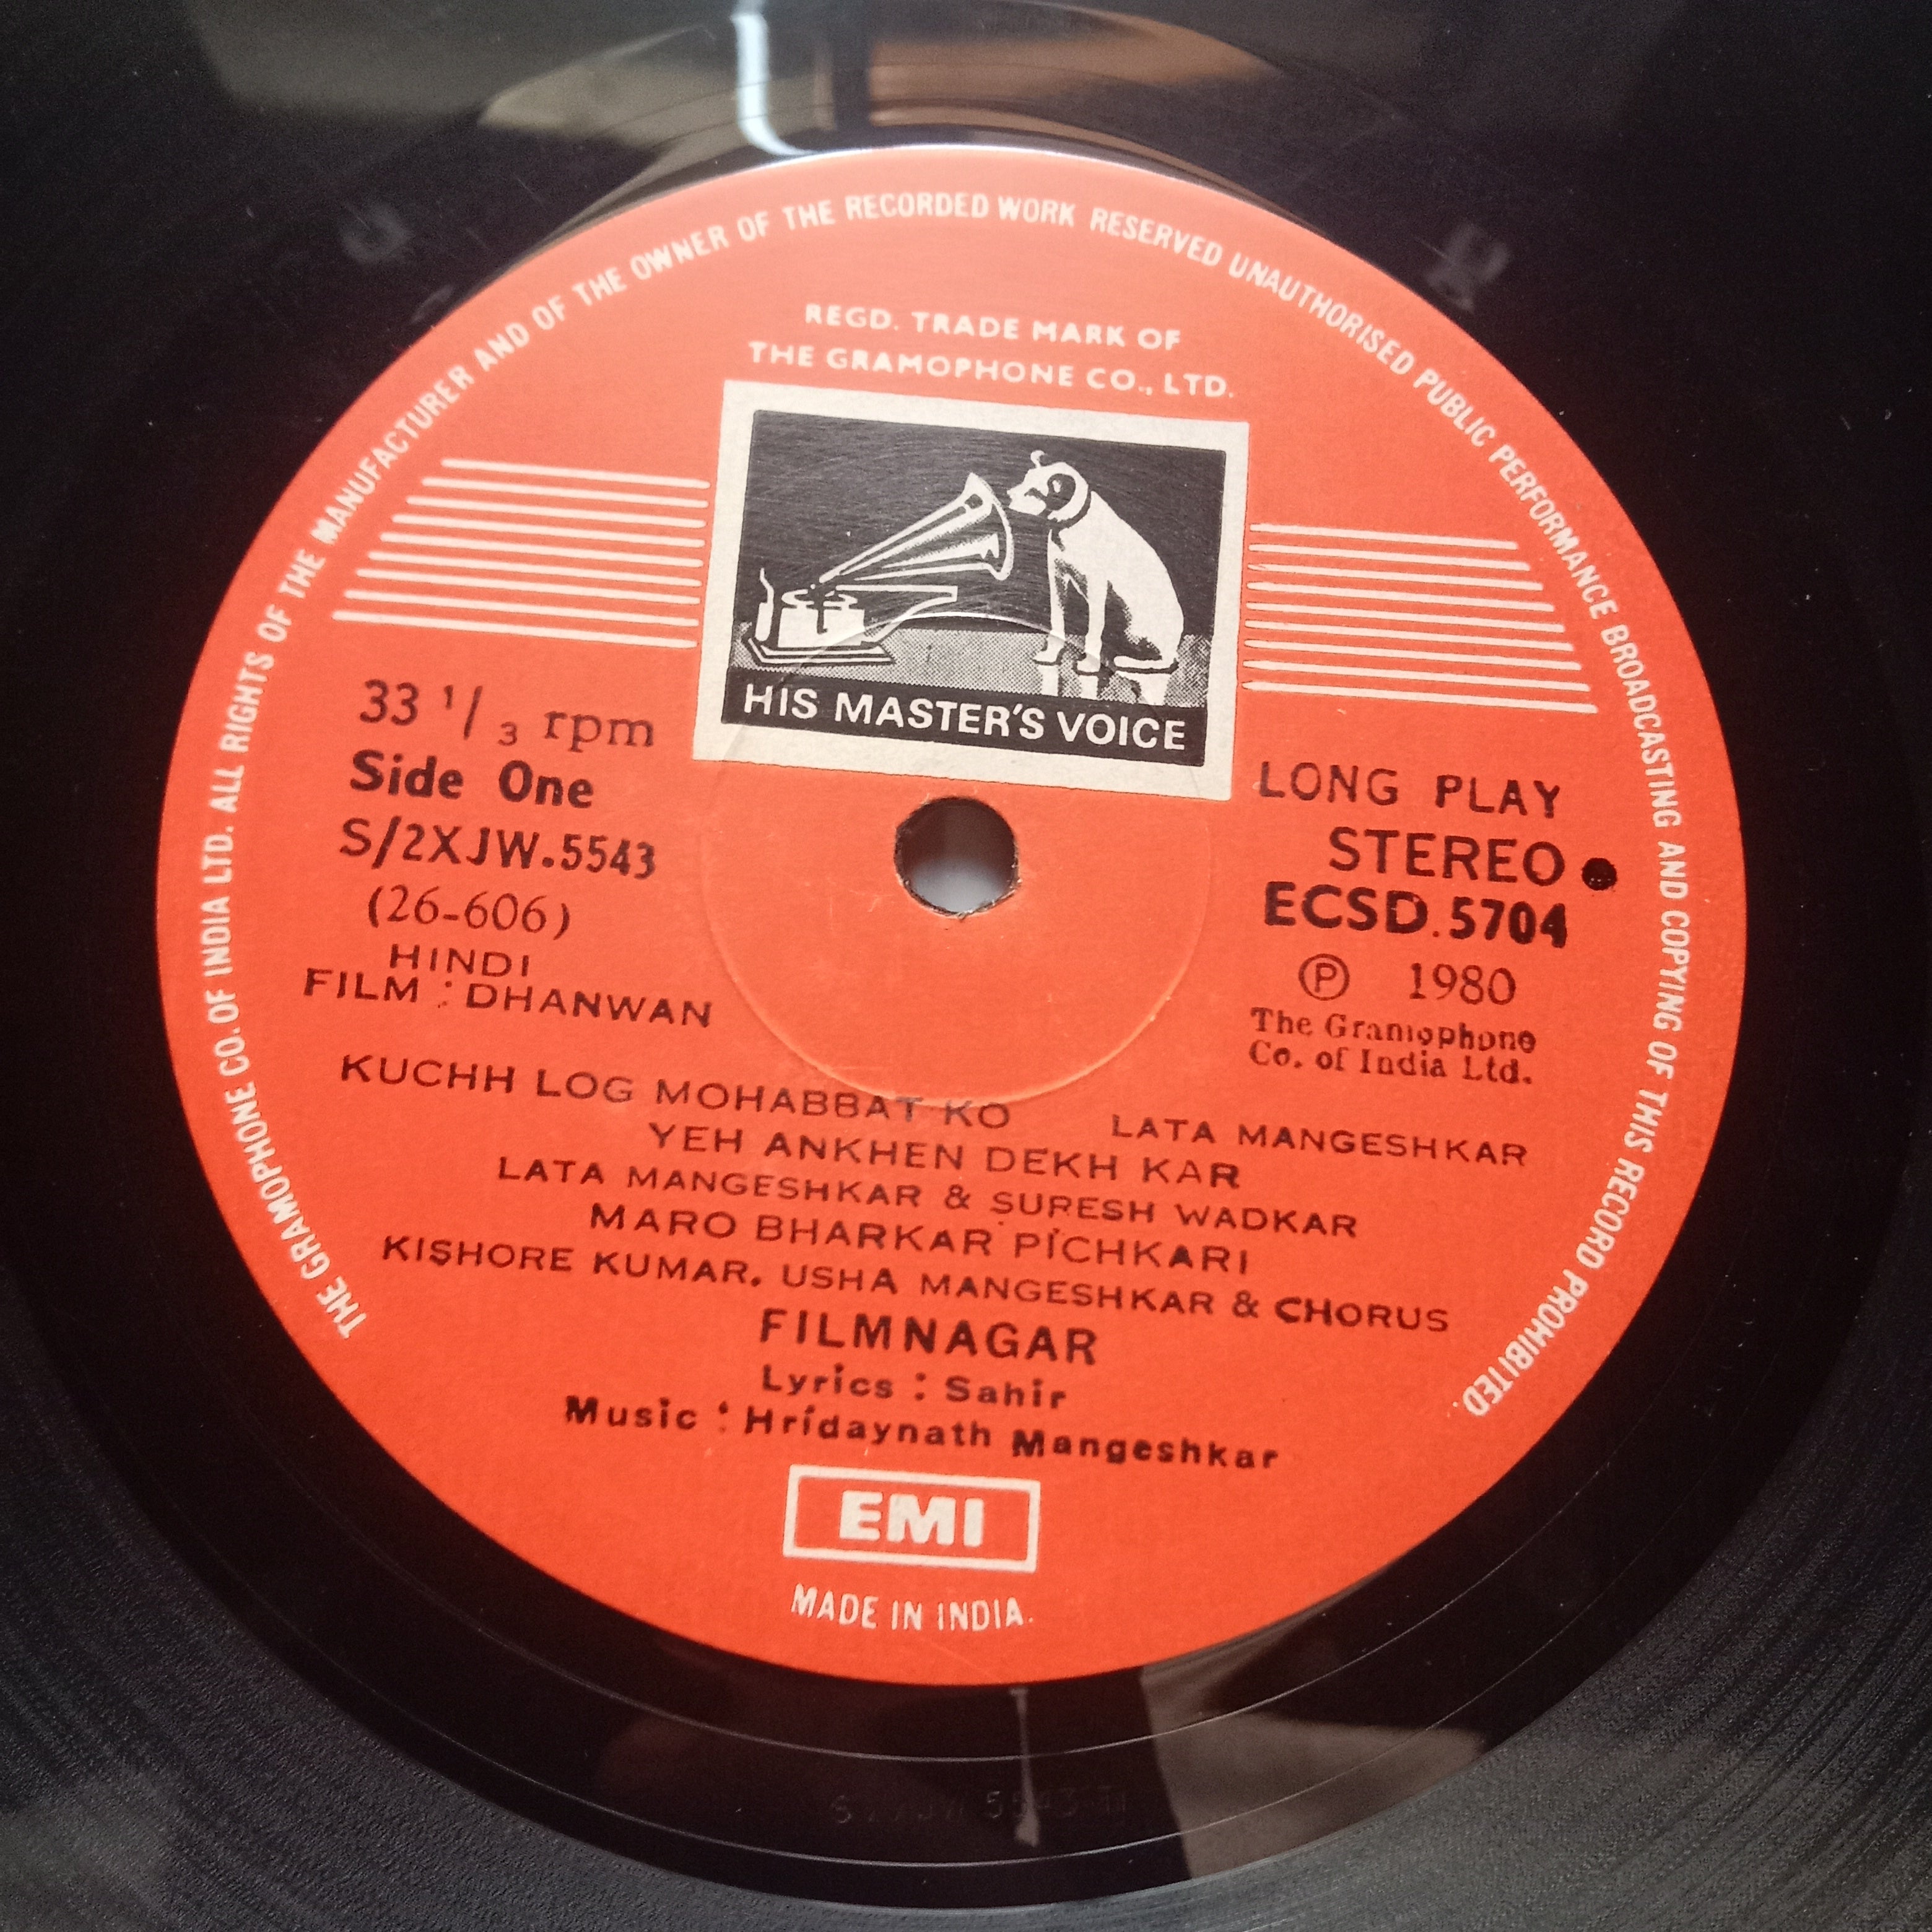 THE GRAMOPHONE CO. OF INDIA LTD. ALL RIGHTS OF THE MANUFACTURER AND OF THE OWNER OF THE RECORDED WORK RESERVED UNAUTHORISED PUBLIC PERFORMANCE BROADCASTING AND COPYING OF THIS RECORD PROHIBITED.
REGD. TRADE MARK OF
THE GRAMOPHONE CO., LTD.
HIS MASTER'S VOICE
33 1/3 rpm
Side One
S/2XJW.5543
(26-606)
HINDI
FILM : DHANWAN
LONG PLAY
STEREO
ECSD.5704
Ⓟ 1980
The Gramophone
Co. of India Ltd.
KUCHH LOG MOHABBAT KO LATA MANGESHKAR
YEH ANKHEN DEKH KAR
LATA MANGESHKAR & SURESH WADKAR
MARO BHARKAR PICHKARI
KISHORE KUMAR. USHA MANGESHKAR & CHORUS
FILMNAGAR
Lyrics : Sahir
Music : Hridaynath Mangeshkar
EMI
MADE IN INDIA.